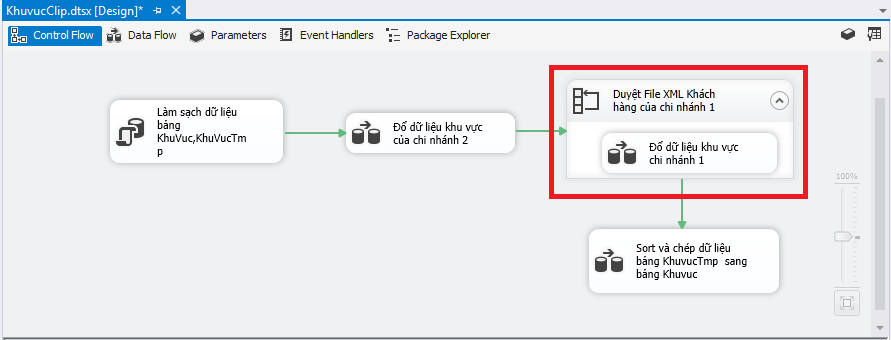 KhuvucClip.dtsx [Design]*
Control Flow
Data Flow
Parameters
Event Handlers
Package Explorer
Làm sạch dữ liệu
bảng
KhuVuc,KhuVucTm
p
Đổ dữ liệu khu vực
của chi nhánh 2
Duyệt File XML Khách
hàng của chi nhánh 1
Đổ dữ liệu khu vực
chi nhánh 1
Sort và chép dữ liệu
bảng KhuvucTmp  sang
bảng Khuvuc
100%